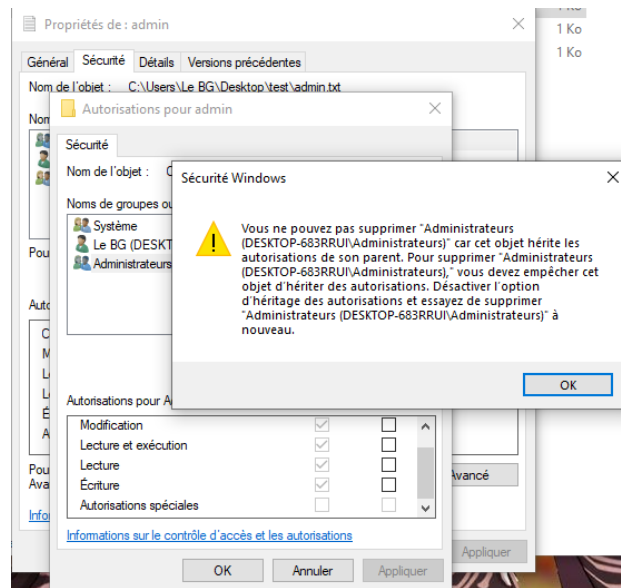 Propriétés de : admin
1 Ko
1 Ko
Général Sécurité Détails Versions précédentes
Nom de l'objet : C:\Users\Le BG\Desktop\test\admin.txt
Autorisations pour admin
Sécurité
Nom de l'objet :
Sécurité Windows
Noms de groupes
Système
Le BG
Administrateurs
Vous ne pouvez pas supprimer "Administrateurs
(DESKTOP-683RRUI\Administrateurs)" car cet objet hérite les
autorisations de son parent. Pour supprimer "Administrateurs
(DESKTOP-683RRUI\Administrateurs)," vous devez empêcher cet
objet d'hériter des autorisations. Désactiver l'option
d'héritage des autorisations et essayez de supprimer
"Administrateurs (DESKTOP-683RRUI\Administrateurs)" à
nouveau.
OK
Autorisations pour
Modification
Lecture et exécution
Lecture
Écriture
Autorisations spéciales
Avancé
Informations sur le contrôle d'accès et les autorisations
OK Annuler Appliquer
Appliquer